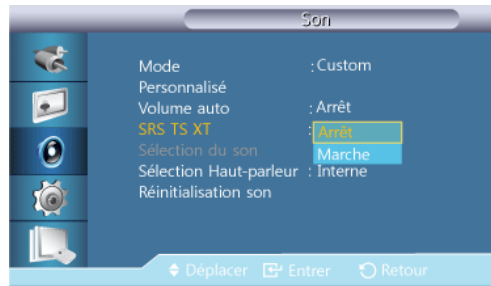 Son
Mode : Custom
Personnalisé
Volume auto : Arrêt
SRS TS XT : Arrêt
Marche
Sélection du son
Sélection Haut-parleur : Interne
Réinitialisation son
Déplacer Entrer Retour